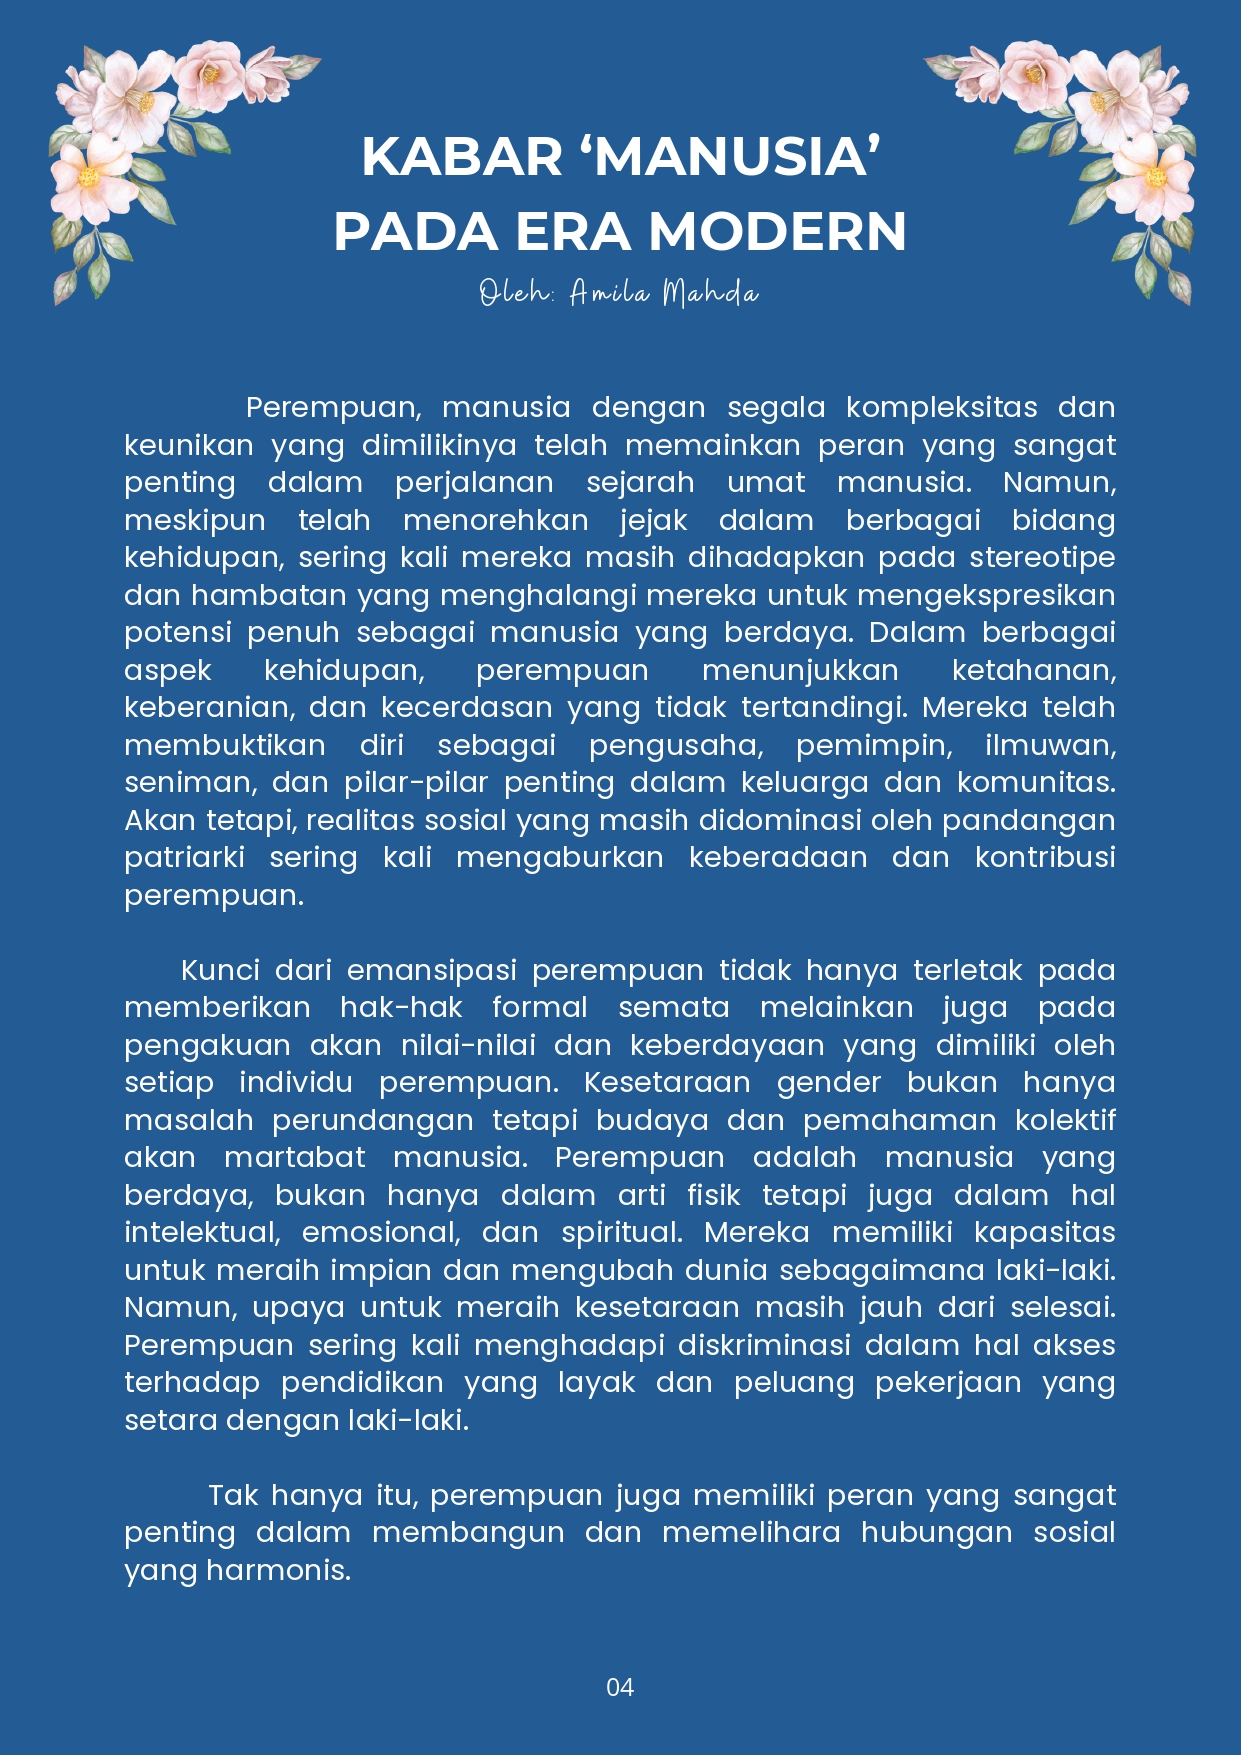 KABAR ‘MANUSIA’
PADA ERA MODERN
Oleh: Amila Mahda
Perempuan, manusia dengan segala kompleksitas dan
keunikan yang dimilikinya telah memainkan peran yang sangat
penting dalam perjalanan sejarah umat manusia. Namun,
meskipun telah menorehkan jejak dalam berbagai bidang
kehidupan, sering kali mereka masih dihadapkan pada stereotipe
dan hambatan yang menghalangi mereka untuk mengekspresikan
potensi penuh sebagai manusia yang berdaya. Dalam berbagai
aspek kehidupan, perempuan menunjukkan ketahanan,
keberanian, dan kecerdasan yang tidak tertandingi. Mereka telah
membuktikan diri sebagai pengusaha, pemimpin, ilmuwan,
seniman, dan pilar-pilar penting dalam keluarga dan komunitas.
Akan tetapi, realitas sosial yang masih didominasi oleh pandangan
patriarki sering kali mengaburkan keberadaan dan kontribusi
perempuan.
Kunci dari emansipasi perempuan tidak hanya terletak pada
memberikan hak-hak formal semata melainkan juga pada
pengakuan akan nilai-nilai dan keberdayaan yang dimiliki oleh
setiap individu perempuan. Kesetaraan gender bukan hanya
masalah perundangan tetapi budaya dan pemahaman kolektif
akan martabat manusia. Perempuan adalah manusia yang
berdaya, bukan hanya dalam arti fisik tetapi juga dalam hal
intelektual, emosional, dan spiritual. Mereka memiliki kapasitas
untuk meraih impian dan mengubah dunia sebagaimana laki-laki.
Namun, upaya untuk meraih kesetaraan masih jauh dari selesai.
Perempuan sering kali menghadapi diskriminasi dalam hal akses
terhadap pendidikan yang layak dan peluang pekerjaan yang
setara dengan laki-laki.
Tak hanya itu, perempuan juga memiliki peran yang sangat
penting dalam membangun dan memelihara hubungan sosial
yang harmonis.
04